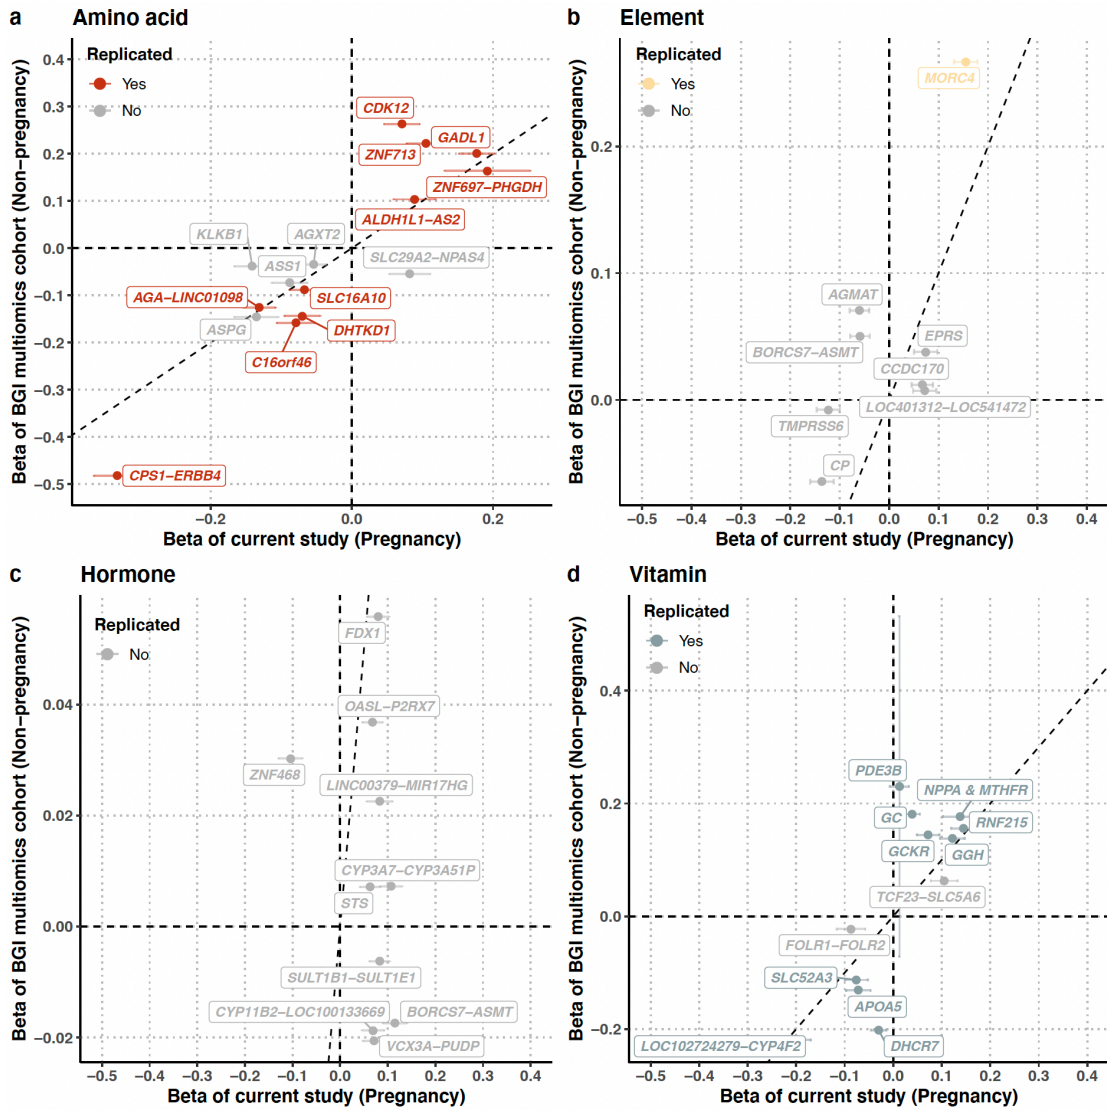 a Amino acid
Replicated
Yes
No
Beta of BGI multiomics cohort (Non−pregnancy)
0.4
0.3
0.2
0.1
0.0
−0.1
−0.2
−0.3
−0.4
−0.5
CDK12
GADL1
ZNF713
ZNF697−PHGDH
ALDH1L1−AS2
KLKB1
AGXT2
SLC29A2−NPAS4
ASS1
AGA−LINC01098
SLC16A10
ASPG
DHTKD1
C16orf46
CPS1−ERBB4
−0.2 0.0 0.2
Beta of current study (Pregnancy)
b Element
Replicated
Yes
No
Beta of BGI multiomics cohort (Non−pregnancy)
0.2
0.1
0.0
MORC4
AGMAT
EPRS
BORCS7−ASMT
CCDC170
LOC401312−LOC541472
TMPRSS6
CP
−0.5 −0.4 −0.3 −0.2 −0.1 0.0 0.1 0.2 0.3 0.4
Beta of current study (Pregnancy)
c Hormone
Replicated
No
Beta of BGI multiomics cohort (Non−pregnancy)
0.04
0.02
0.00
−0.02
FDX1
OASL−P2RX7
ZNF468
LINC00379−MIR17HG
CYP3A7−CYP3A51P
STS
SULT1B1−SULT1E1
CYP11B2−LOC100133669
BORCS7−ASMT
VCX3A−PUDP
−0.5 −0.4 −0.3 −0.2 −0.1 0.0 0.1 0.2 0.3 0.4
Beta of current study (Pregnancy)
d Vitamin
Replicated
Yes
No
Beta of BGI multiomics cohort (Non−pregnancy)
0.4
0.2
0.0
−0.2
PDE3B
NPPA & MTHFR
GC
RNF215
GCKR
GGH
TCF23−SLC5A6
FOLR1−FOLR2
SLC52A3
APOA5
LOC102724279−CYP4F2
DHCR7
−0.5 −0.4 −0.3 −0.2 −0.1 0.0 0.1 0.2 0.3 0.4
Beta of current study (Pregnancy)